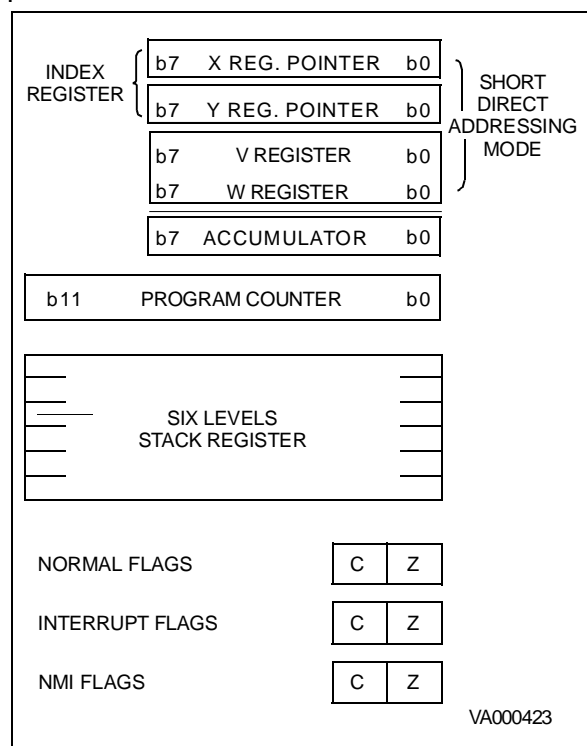 INDEX
REGISTER
b7 X REG. POINTER b0
b7 Y REG. POINTER b0
b7 V REGISTER b0
b7 W REGISTER b0
SHORT
DIRECT
ADDRESSING
MODE
b7 ACCUMULATOR b0
b11 PROGRAM COUNTER b0
SIX LEVELS
STACK REGISTER
NORMAL FLAGS C Z
INTERRUPT FLAGS C Z
NMI FLAGS C Z
VA000423